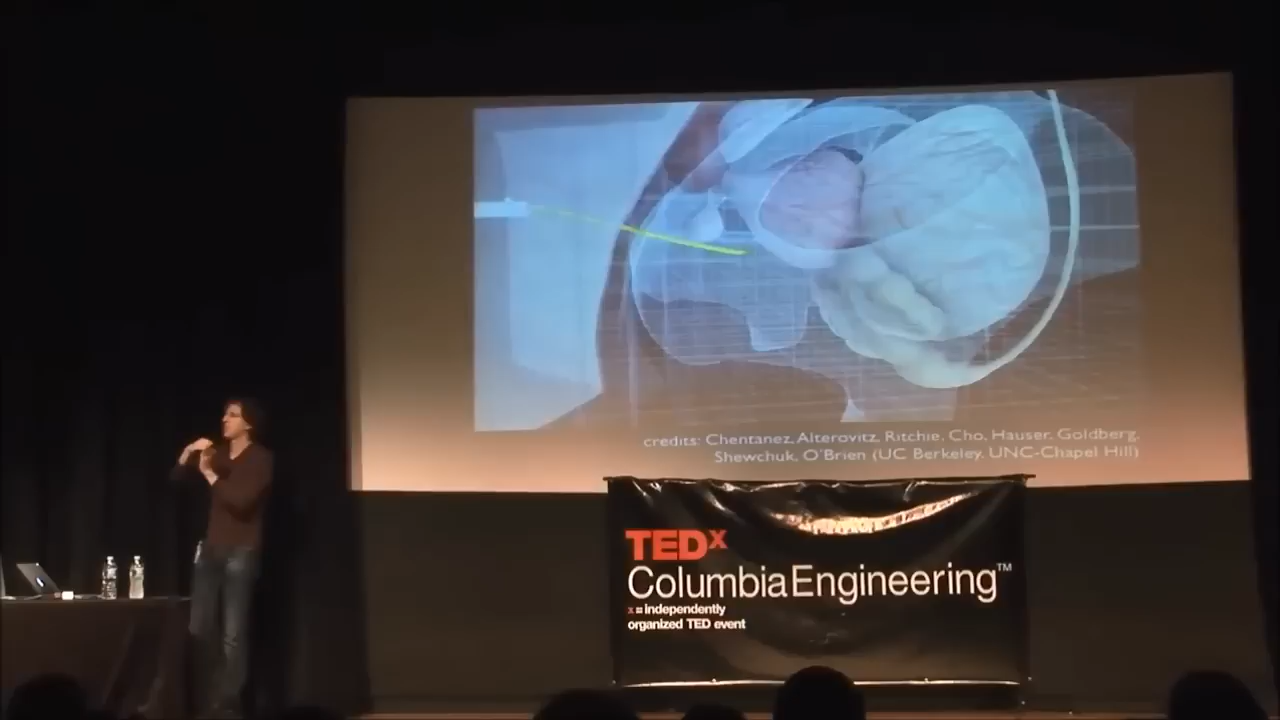 credits: Chentanez, Alterovitz, Ritchie, Cho, Hauser, Goldberg,
Shewchuk, O'Brien (UC Berkeley, UNC-Chapel Hill)
TEDx
ColumbiaEngineering™
x = independently
organized TED event